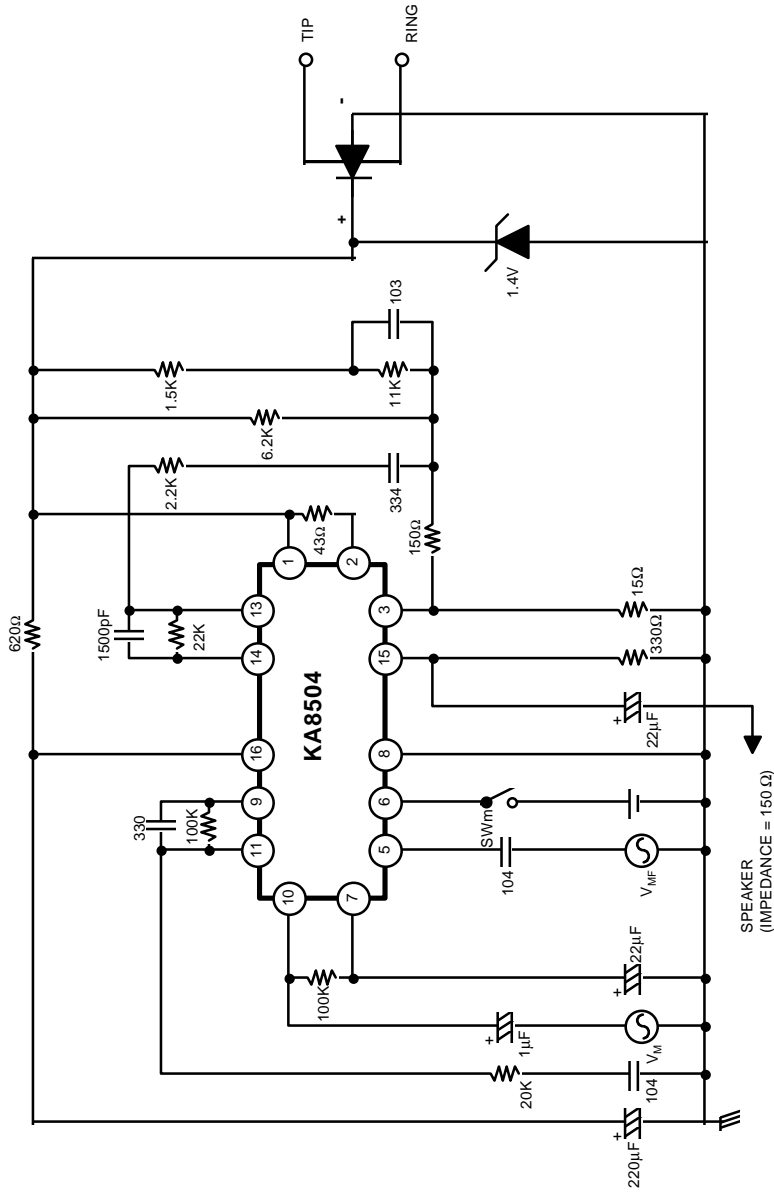 TIP
RING
-
+
1.4V
103
1.5K
11K
6.2K
2.2K
334
43Ω
150Ω
620Ω
1500pF
22K
1
2
13
3
14
15
KA8504
16
8
9
6
11
5
10
7
330
100K
15Ω
330Ω
+
22µF
SWm
104
V_MF
SPEAKER
(IMPEDANCE = 150 Ω)
100K
+
22µF
+
1µF
V_M
20K
104
+
220µF